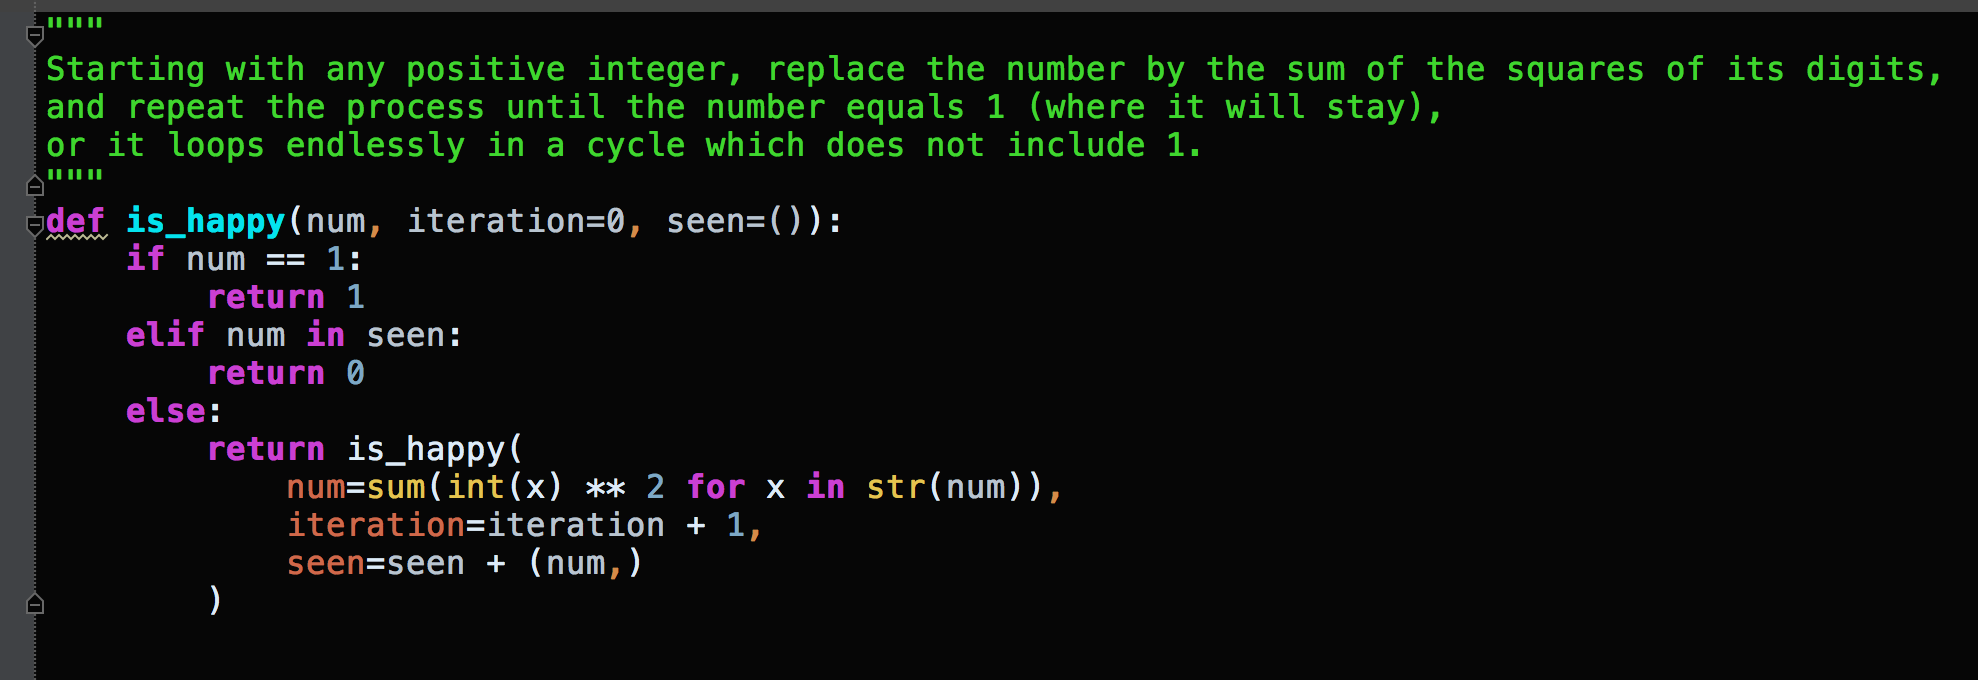 """
Starting with any positive integer, replace the number by the sum of the squares of its digits,
and repeat the process until the number equals 1 (where it will stay),
or it loops endlessly in a cycle which does not include 1.
"""
def is_happy(num, iteration=0, seen=()):
    if num == 1:
        return 1
    elif num in seen:
        return 0
    else:
        return is_happy(
            num=sum(int(x) ** 2 for x in str(num)),
            iteration=iteration + 1,
            seen=seen + (num,)
        )